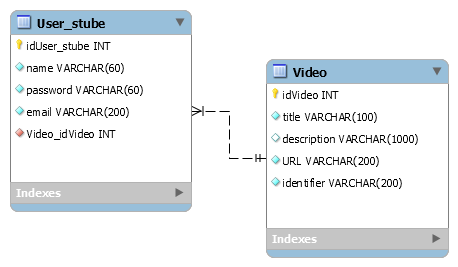 User_stube
idUser_stube INT
name VARCHAR(60)
password VARCHAR(60)
email VARCHAR(200)
Video_idVideo INT
Indexes
Video
idVideo INT
title VARCHAR(100)
description VARCHAR(1000)
URL VARCHAR(200)
identifier VARCHAR(200)
Indexes